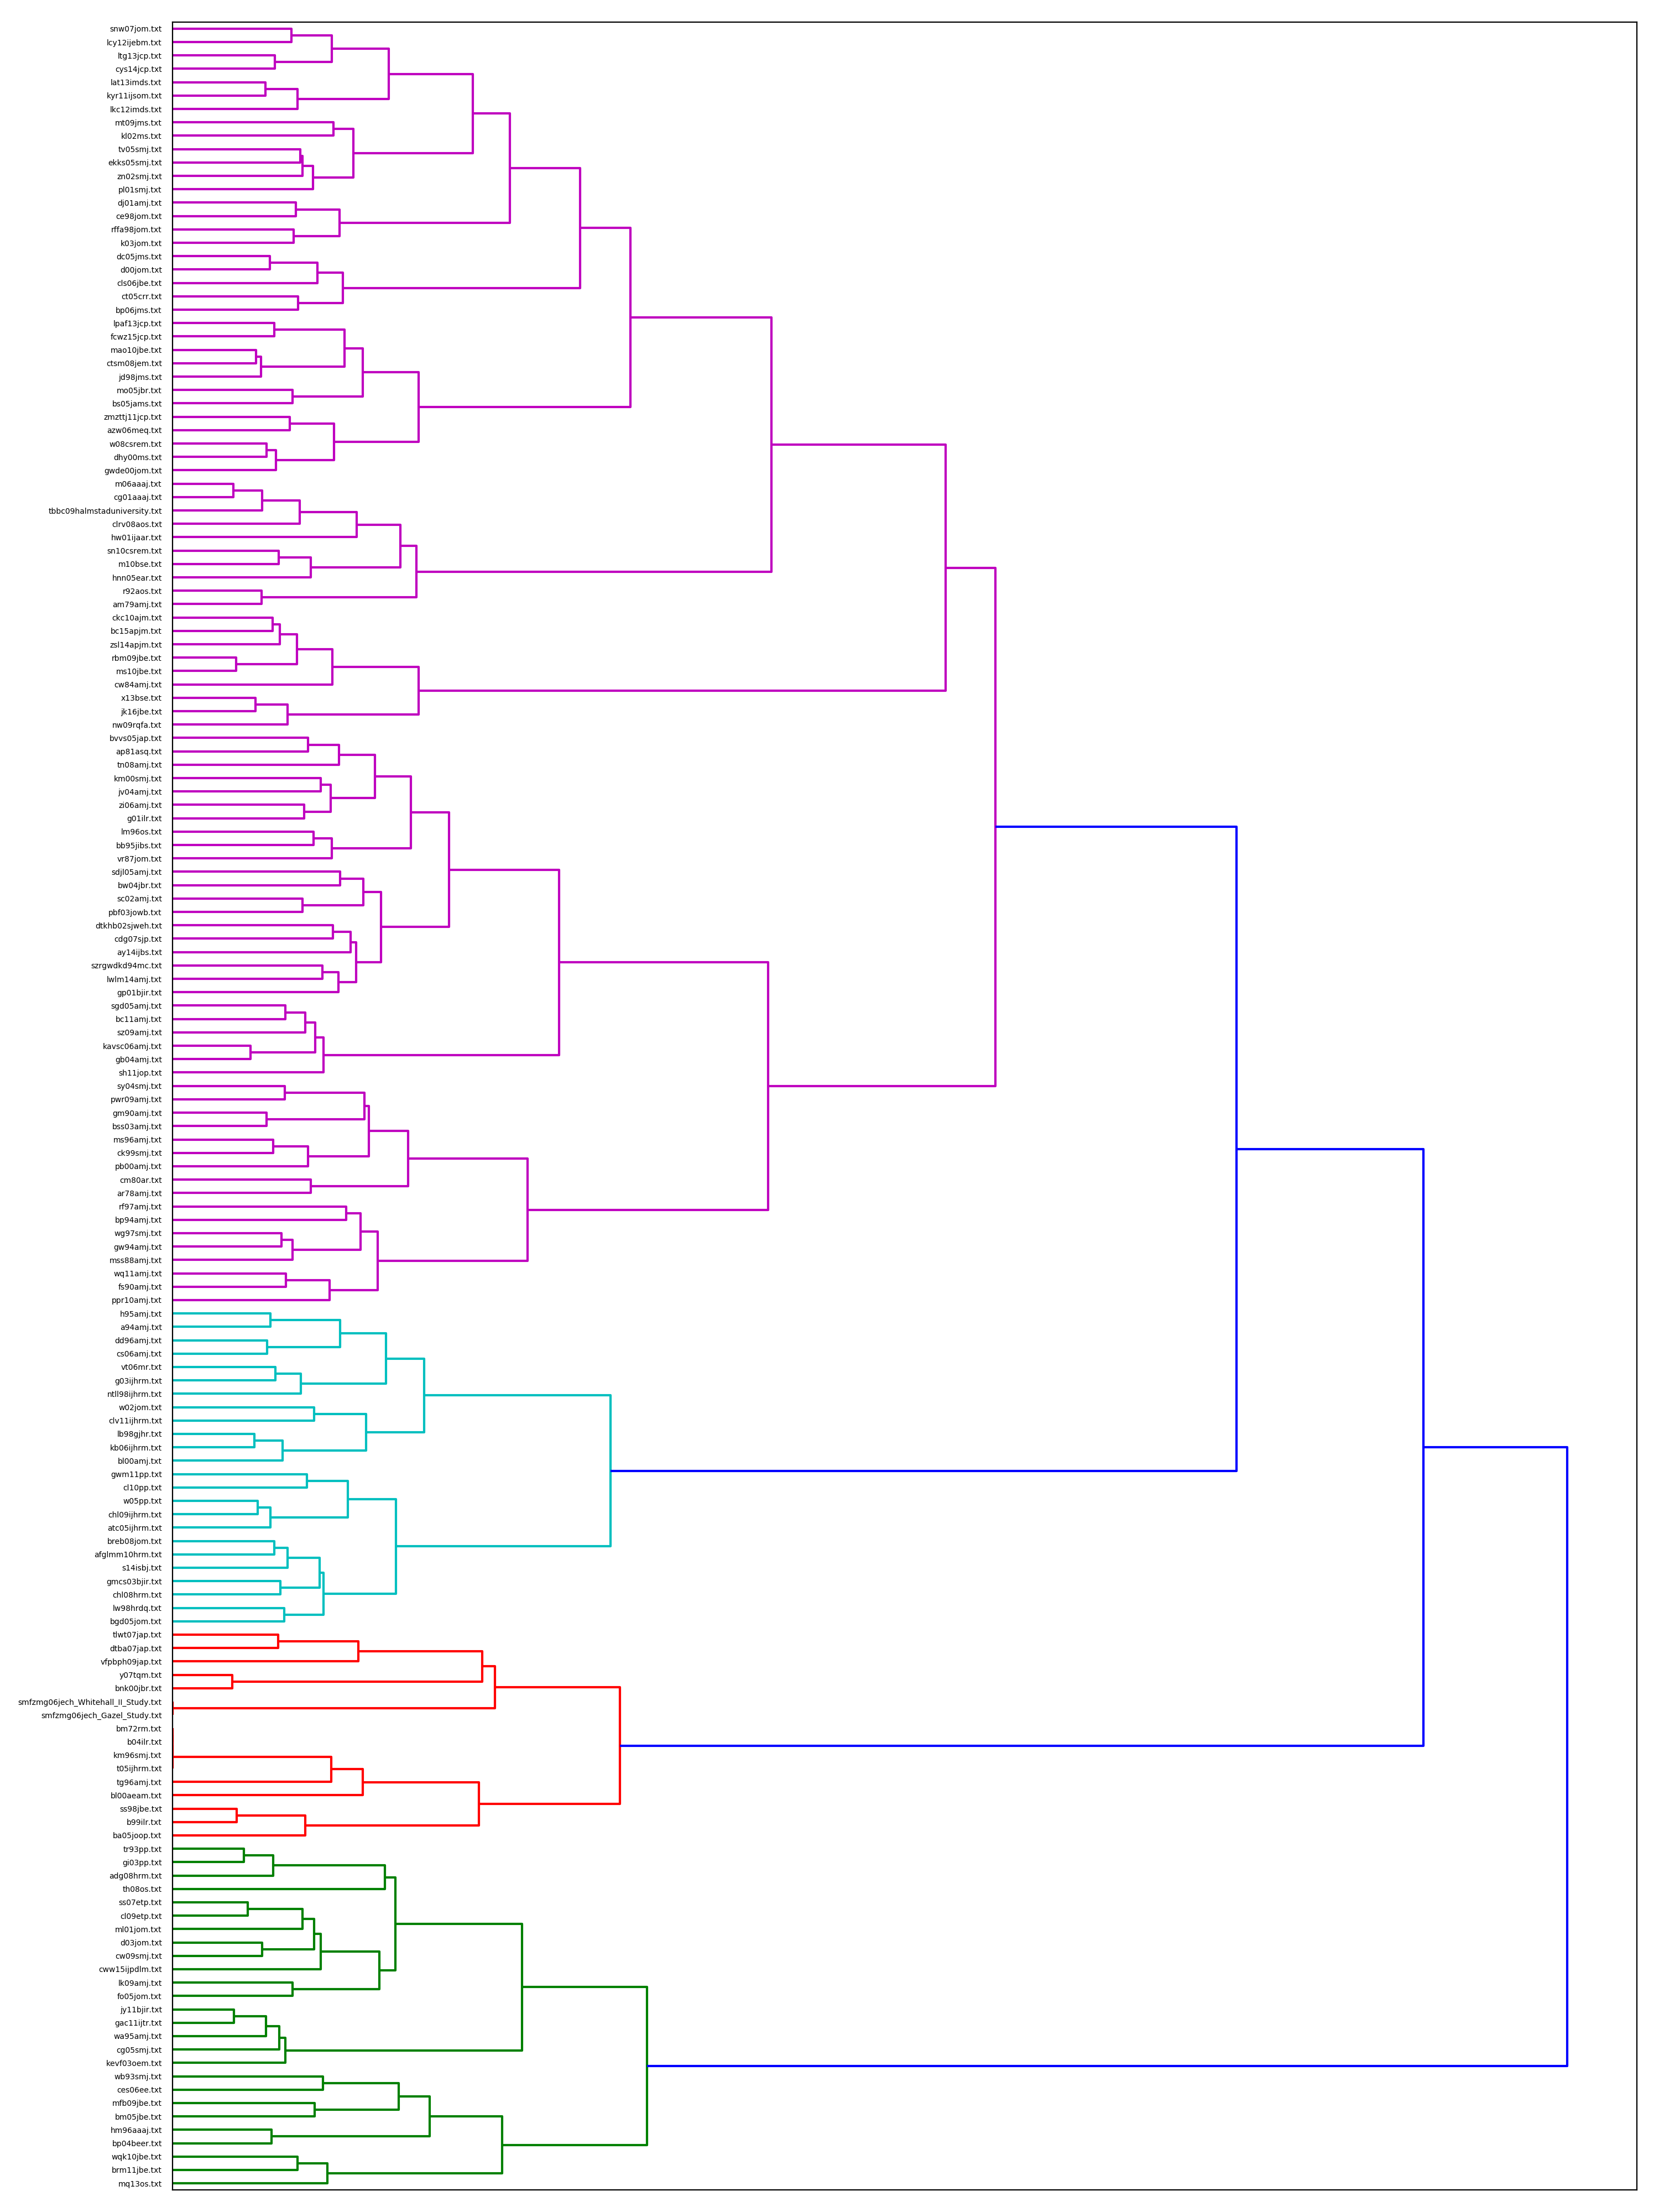 snw07jom.txt
lcy12ijebm.txt
ltg13jcp.txt
cys14jcp.txt
lat13imds.txt
kyr11ijsom.txt
lkc12imds.txt
mt09jms.txt
kl02ms.txt
tv05smj.txt
ekks05smj.txt
zn02smj.txt
pl01smj.txt
dj01amj.txt
ce98jom.txt
rffa98jom.txt
k03jom.txt
dc05jms.txt
d00jom.txt
cls06jbe.txt
ct05crr.txt
bp06jms.txt
lpaf13jcp.txt
fcwz15jcp.txt
mao10jbe.txt
ctsm08jem.txt
jd98jms.txt
mo05jbr.txt
bs05jams.txt
zmzttj11jcp.txt
azw06meq.txt
w08csrem.txt
dhy00ms.txt
gwde00jom.txt
m06aaaj.txt
cg01aaaj.txt
tbbc09halmstaduniversity.txt
clrv08aos.txt
hw01ijaar.txt
sn10csrem.txt
m10bse.txt
hnn05ear.txt
r92aos.txt
am79amj.txt
ckc10ajm.txt
bc15apjm.txt
zsl14apjm.txt
rbm09jbe.txt
ms10jbe.txt
cw84amj.txt
x13bse.txt
jk16jbe.txt
nw09rqfa.txt
bvvs05jap.txt
ap81asq.txt
tn08amj.txt
km00smj.txt
jv04amj.txt
zi06amj.txt
g01ilr.txt
lm96os.txt
bb95jibs.txt
vr87jom.txt
sdjl05amj.txt
bw04jbr.txt
sc02amj.txt
pbf03jowb.txt
dtkhb02sjweh.txt
cdg07sjp.txt
ay14ijbs.txt
szrgwdkd94mc.txt
lwlm14amj.txt
gp01bjir.txt
sgd05amj.txt
bc11amj.txt
sz09amj.txt
kavsc06amj.txt
gb04amj.txt
sh11jop.txt
sy04smj.txt
pwr09amj.txt
gm90amj.txt
bss03amj.txt
ms96amj.txt
ck99smj.txt
pb00amj.txt
cm80ar.txt
ar78amj.txt
rf97amj.txt
bp94amj.txt
wg97smj.txt
gw94amj.txt
mss88amj.txt
wq11amj.txt
fs90amj.txt
ppr10amj.txt
h95amj.txt
a94amj.txt
dd96amj.txt
cs06amj.txt
vt06mr.txt
g03ijhrm.txt
ntll98ijhrm.txt
w02jom.txt
clv11ijhrm.txt
lb98gjhr.txt
kb06ijhrm.txt
bl00amj.txt
gwm11pp.txt
cl10pp.txt
w05pp.txt
chl09ijhrm.txt
atc05ijhrm.txt
breb08jom.txt
afglmm10hrm.txt
s14isbj.txt
gmcs03bjir.txt
chl08hrm.txt
lw98hrdq.txt
bgd05jom.txt
tlwt07jap.txt
dtba07jap.txt
vfpbph09jap.txt
y07tqm.txt
bnk00jbr.txt
smfzmg06jech_Whitehall_II_Study.txt
smfzmg06jech_Gazel_Study.txt
bm72rm.txt
b04ilr.txt
km96smj.txt
t05ijhrm.txt
tg96amj.txt
bl00aeam.txt
ss98jbe.txt
b99ilr.txt
ba05joop.txt
tr93pp.txt
gi03pp.txt
adg08hrm.txt
th08os.txt
ss07etp.txt
cl09etp.txt
ml01jom.txt
d03jom.txt
cw09smj.txt
cww15ijpdlm.txt
lk09amj.txt
fo05jom.txt
jy11bjir.txt
gac11ijtr.txt
wa95amj.txt
cg05smj.txt
kevf03oem.txt
wb93smj.txt
ces06ee.txt
mfb09jbe.txt
bm05jbe.txt
hm96aaaj.txt
bp04beer.txt
wqk10jbe.txt
brm11jbe.txt
mq13os.txt